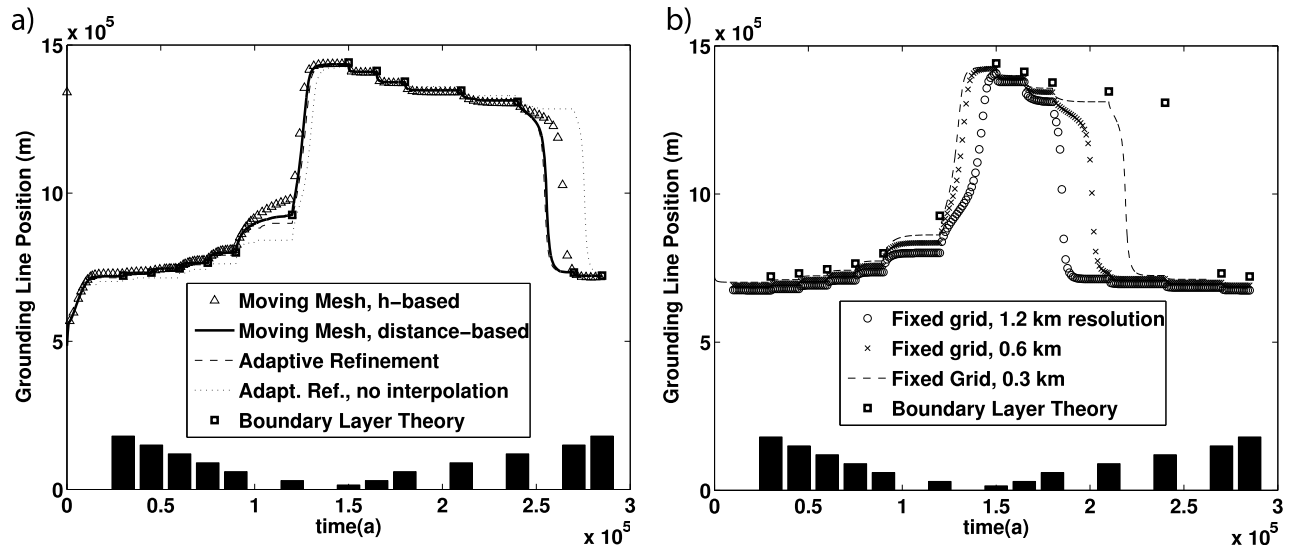 a)
x 10^5
15
10
5
0
Grounding Line Position (m)
Moving Mesh, h-based
Moving Mesh, distance-based
Adaptive Refinement
Adapt. Ref., no interpolation
Boundary Layer Theory
0 0.5 1 1.5 2 2.5 3
time(a)
x 10^5
b)
x 10^5
15
10
5
0
Grounding Line Position (m)
Fixed grid, 1.2 km resolution
Fixed grid, 0.6 km
Fixed Grid, 0.3 km
Boundary Layer Theory
0 0.5 1 1.5 2 2.5 3
time(a)
x 10^5